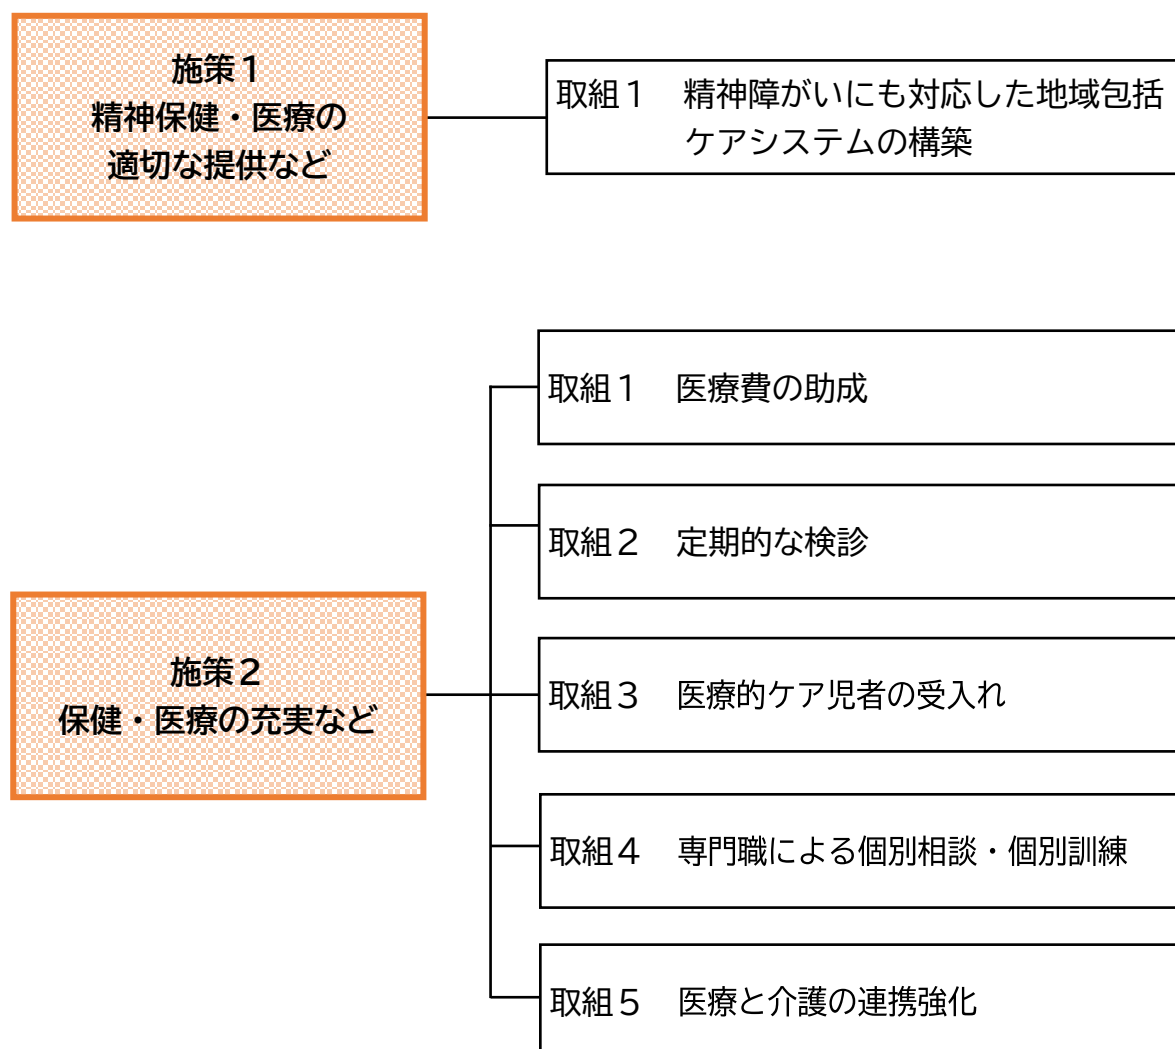 施策１
精神保健・医療の
適切な提供など
取組１　精神障がいにも対応した地域包括
ケアシステムの構築
施策２
保健・医療の充実など
取組１　医療費の助成
取組２　定期的な検診
取組３　医療的ケア児者の受入れ
取組４　専門職による個別相談・個別訓練
取組５　医療と介護の連携強化